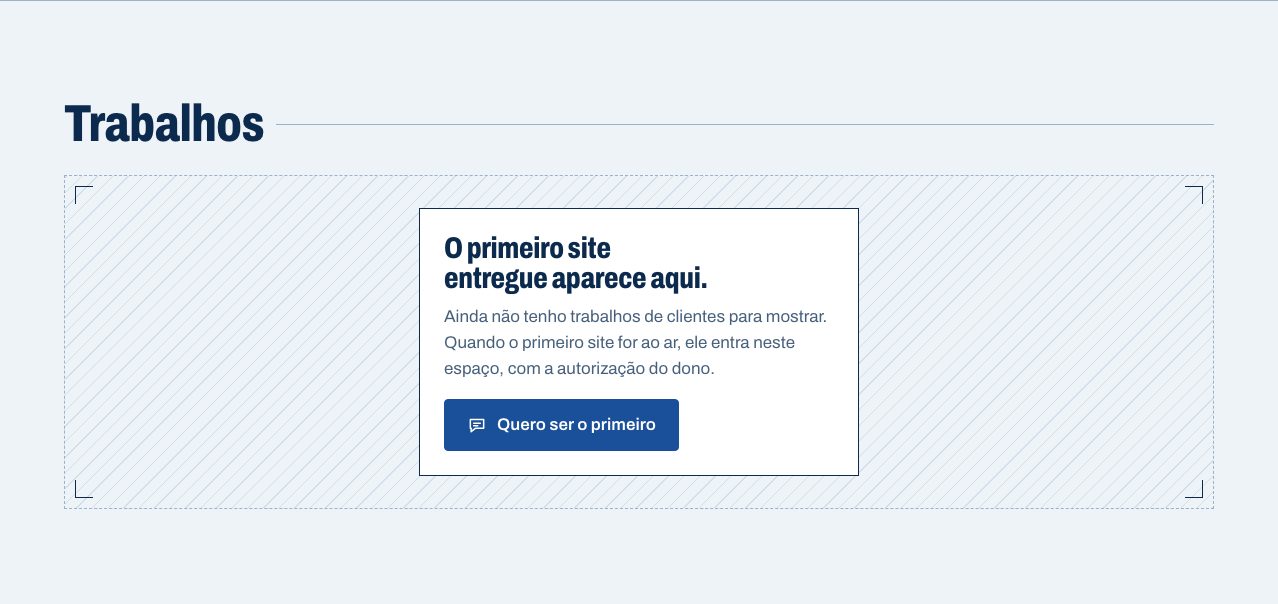 Trabalhos
O primeiro site
entregue aparece aqui.
Ainda não tenho trabalhos de clientes para mostrar.
Quando o primeiro site for ao ar, ele entra neste
espaço, com a autorização do dono.
Quero ser o primeiro